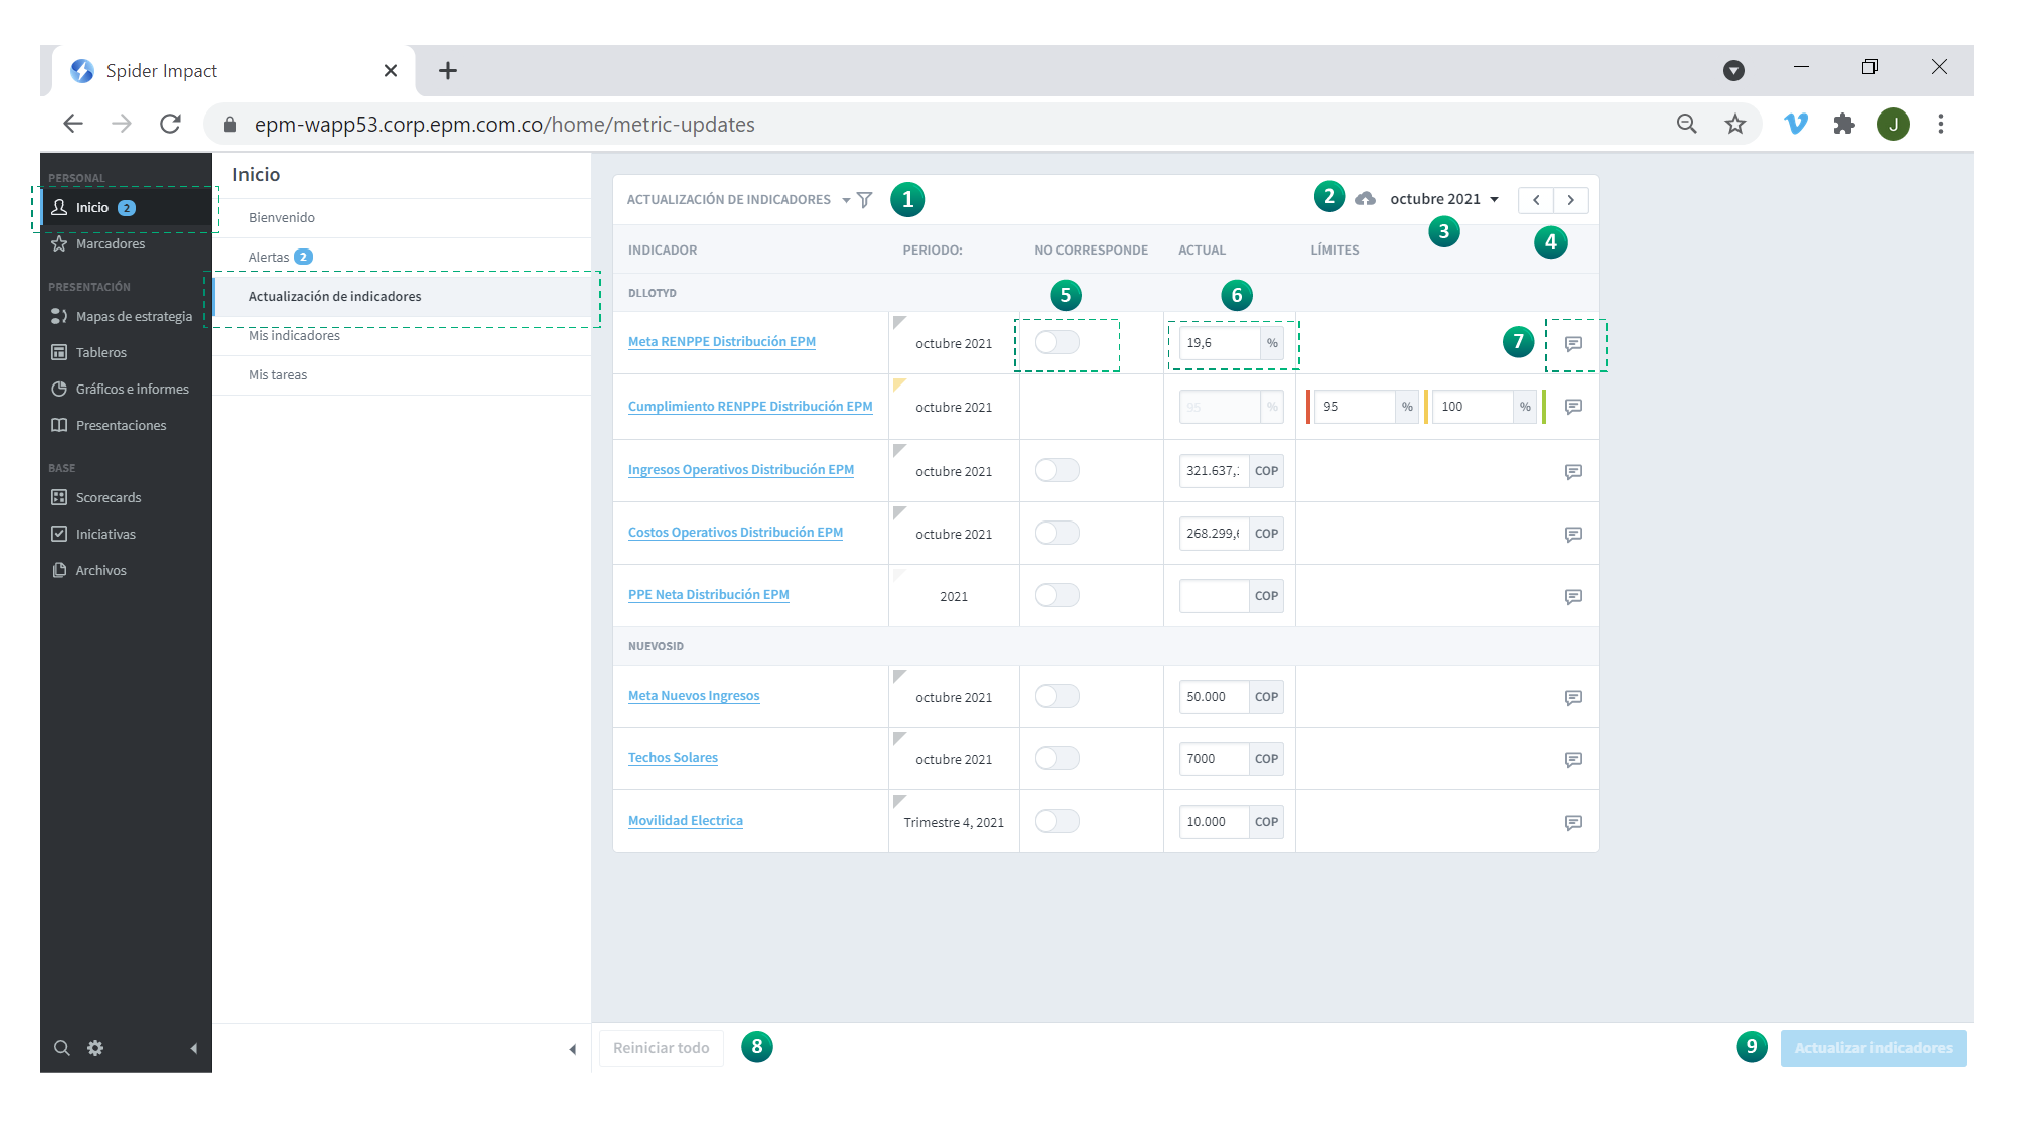 Spider Impact
epm-wapp53.corp.epm.com.co/home/metric-updates
J
PERSONAL
Inicio 2
Marcadores
PRESENTACIÓN
Mapas de estrategia
Tableros
Gráficos e informes
Presentaciones
BASE
Scorecards
Iniciativas
Archivos
Inicio
Bienvenido
Alertas 2
Actualización de indicadores
Mis indicadores
Mis tareas
ACTUALIZACIÓN DE INDICADORES 1 2 octubre 2021
3 4
INDICADOR PERIODO: NO CORRESPONDE ACTUAL LÍMITES
DLLOTYD 5 6
Meta RENPPE Distribución EPM octubre 2021 19,6 % 7
Cumplimiento RENPPE Distribución EPM octubre 2021 95 % 95 % 100 %
Ingresos Operativos Distribución EPM octubre 2021 321.637, COP
Costos Operativos Distribución EPM octubre 2021 268.299, COP
PPE Neta Distribución EPM 2021 COP
NUEVOSID
Meta Nuevos Ingresos octubre 2021 50.000 COP
Techos Solares octubre 2021 7000 COP
Movilidad Electrica Trimestre 4, 2021 10.000 COP
Reiniciar todo 8 9 Actualizar indicadores